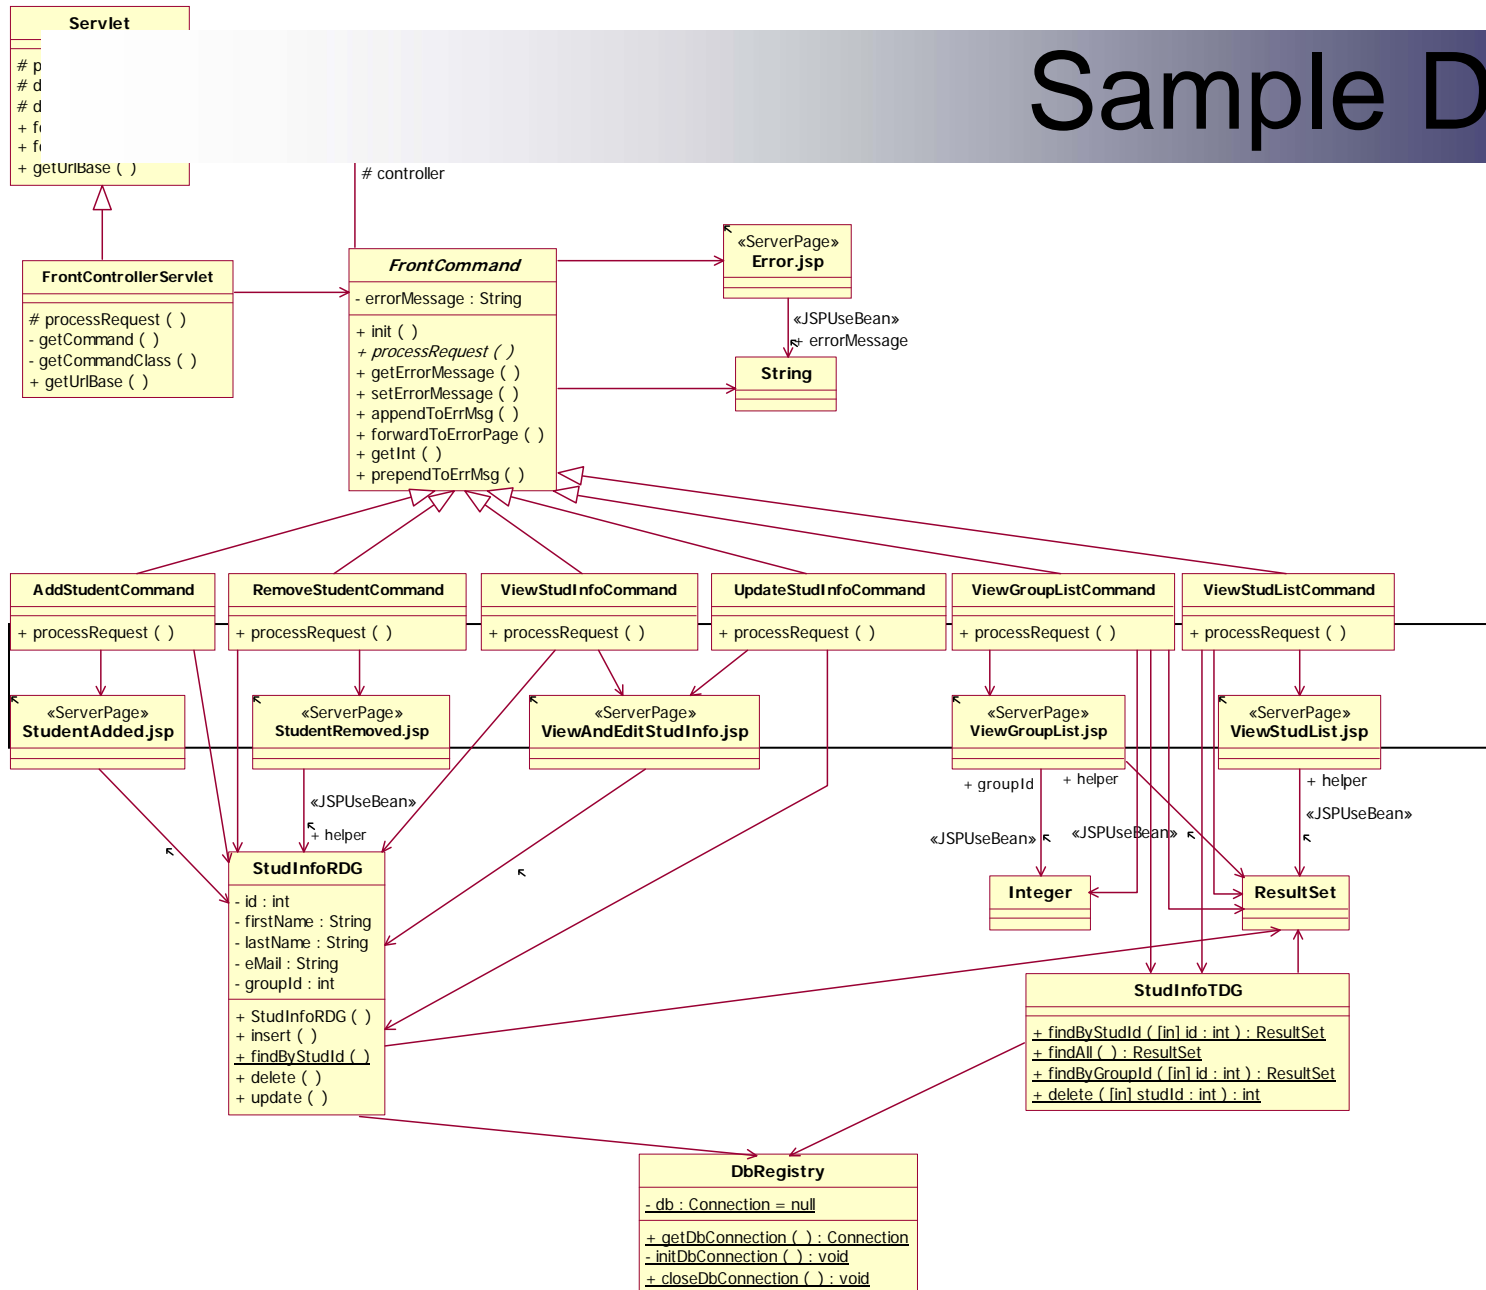 Servlet
Sample D
# p
# d
# d
+ f
+ f
+ getUrlBase ( )
# controller
FrontControllerServlet
# processRequest ( )
- getCommand ( )
- getCommandClass ( )
+ getUrlBase ( )
FrontCommand
- errorMessage : String
+ init ( )
+ processRequest ( )
+ getErrorMessage ( )
+ setErrorMessage ( )
+ appendToErrMsg ( )
+ forwardToErrorPage ( )
+ getInt ( )
+ prependToErrMsg ( )
«ServerPage»
Error.jsp
«JSPUseBean»
+ errorMessage
String
AddStudentCommand
+ processRequest ( )
RemoveStudentCommand
+ processRequest ( )
ViewStudInfoCommand
+ processRequest ( )
UpdateStudInfoCommand
+ processRequest ( )
ViewGroupListCommand
+ processRequest ( )
ViewStudListCommand
+ processRequest ( )
«ServerPage»
StudentAdded.jsp
«ServerPage»
StudentRemoved.jsp
«ServerPage»
ViewAndEditStudInfo.jsp
«ServerPage»
ViewGroupList.jsp
«ServerPage»
ViewStudList.jsp
«JSPUseBean»
+ helper
+ groupId
+ helper
«JSPUseBean»
«JSPUseBean»
+ helper
«JSPUseBean»
StudInfoRDG
- id : int
- firstName : String
- lastName : String
- eMail : String
- groupId : int
+ StudInfoRDG ( )
+ insert ( )
+ findByStudId ( )
+ delete ( )
+ update ( )
Integer
ResultSet
StudInfoTDG
+ findByStudId ( [in] id : int ) : ResultSet
+ findAll ( ) : ResultSet
+ findByGroupId ( [in] id : int ) : ResultSet
+ delete ( [in] studId : int ) : int
DbRegistry
- db : Connection = null
+ getDbConnection ( ) : Connection
- initDbConnection ( ) : void
+ closeDbConnection ( ) : void